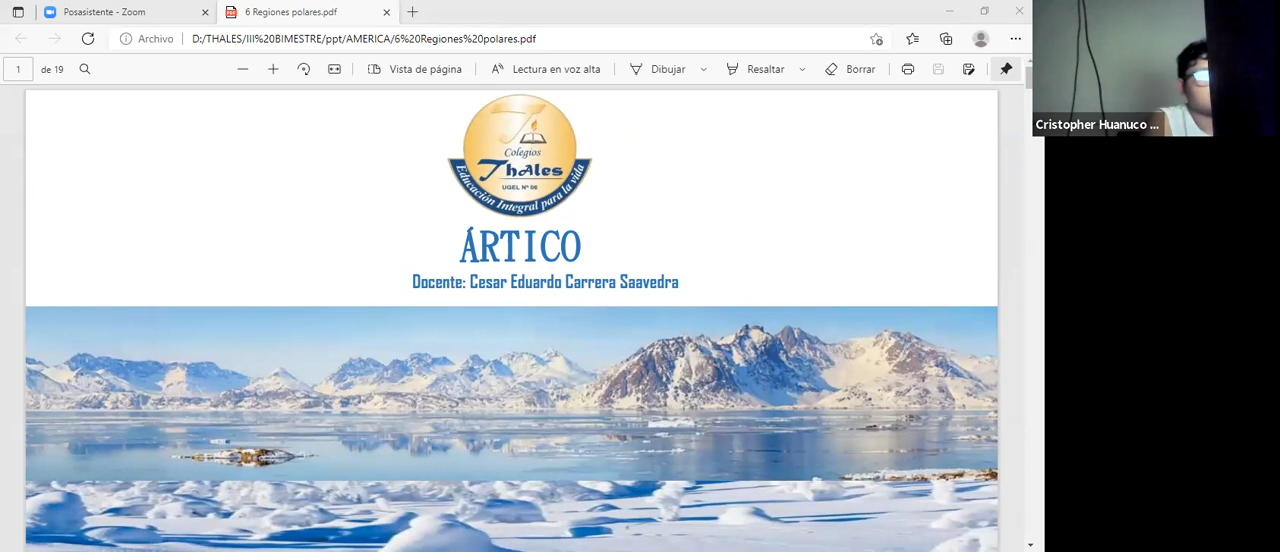 Posasistente - Zoom
6 Regiones polares.pdf
Archivo
D:/THALES/III%20BIMESTRE/ppt/AMERICA/6%20Regiones%20polares.pdf
1 de 19
Vista de página
Lectura en voz alta
Dibujar
Resaltar
Borrar
Cristopher Huanuco ...
Colegios
Thales
UGEL Nº 06
Educación Integral para la vida
ÁRTICO
Docente: Cesar Eduardo Carrera Saavedra